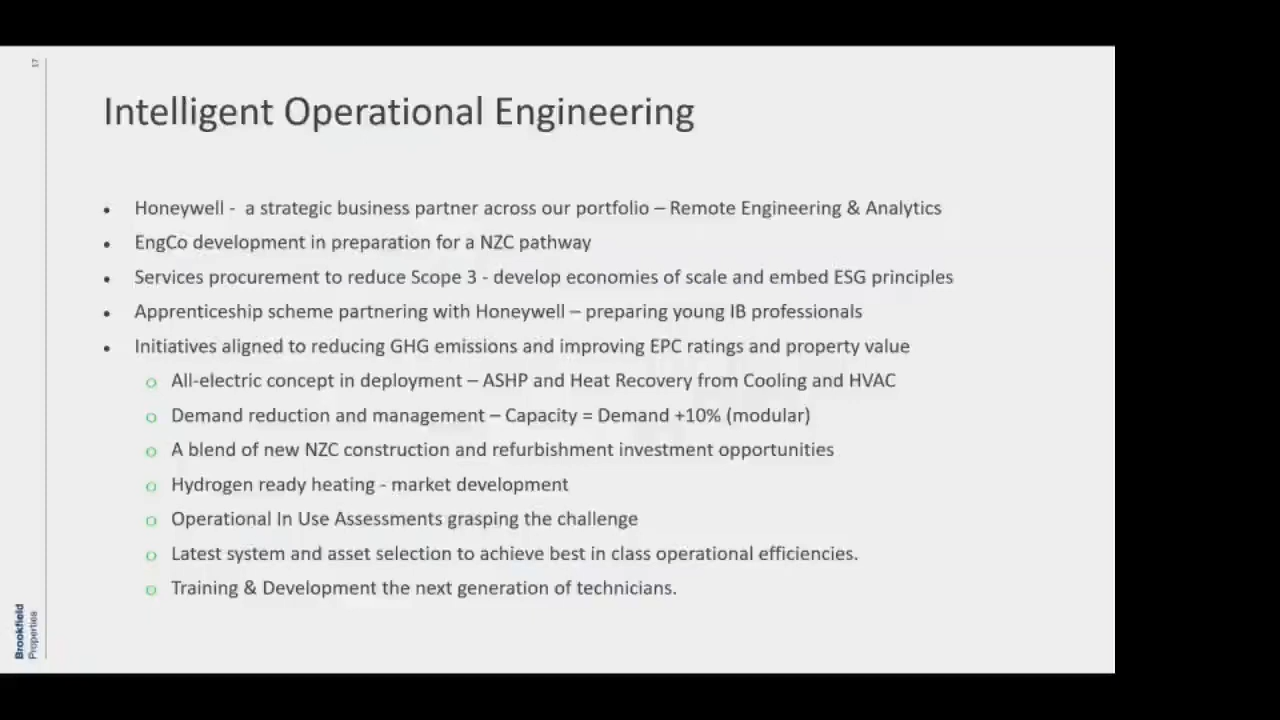 17
Intelligent Operational Engineering
• Honeywell -  a strategic business partner across our portfolio – Remote Engineering & Analytics
• EngCo development in preparation for a NZC pathway
• Services procurement to reduce Scope 3 - develop economies of scale and embed ESG principles
• Apprenticeship scheme partnering with Honeywell – preparing young IB professionals
• Initiatives aligned to reducing GHG emissions and improving EPC ratings and property value
o All-electric concept in deployment – ASHP and Heat Recovery from Cooling and HVAC
o Demand reduction and management – Capacity = Demand +10% (modular)
o A blend of new NZC construction and refurbishment investment opportunities
o Hydrogen ready heating - market development
o Operational In Use Assessments grasping the challenge
o Latest system and asset selection to achieve best in class operational efficiencies.
o Training & Development the next generation of technicians.
Brookfield
Properties